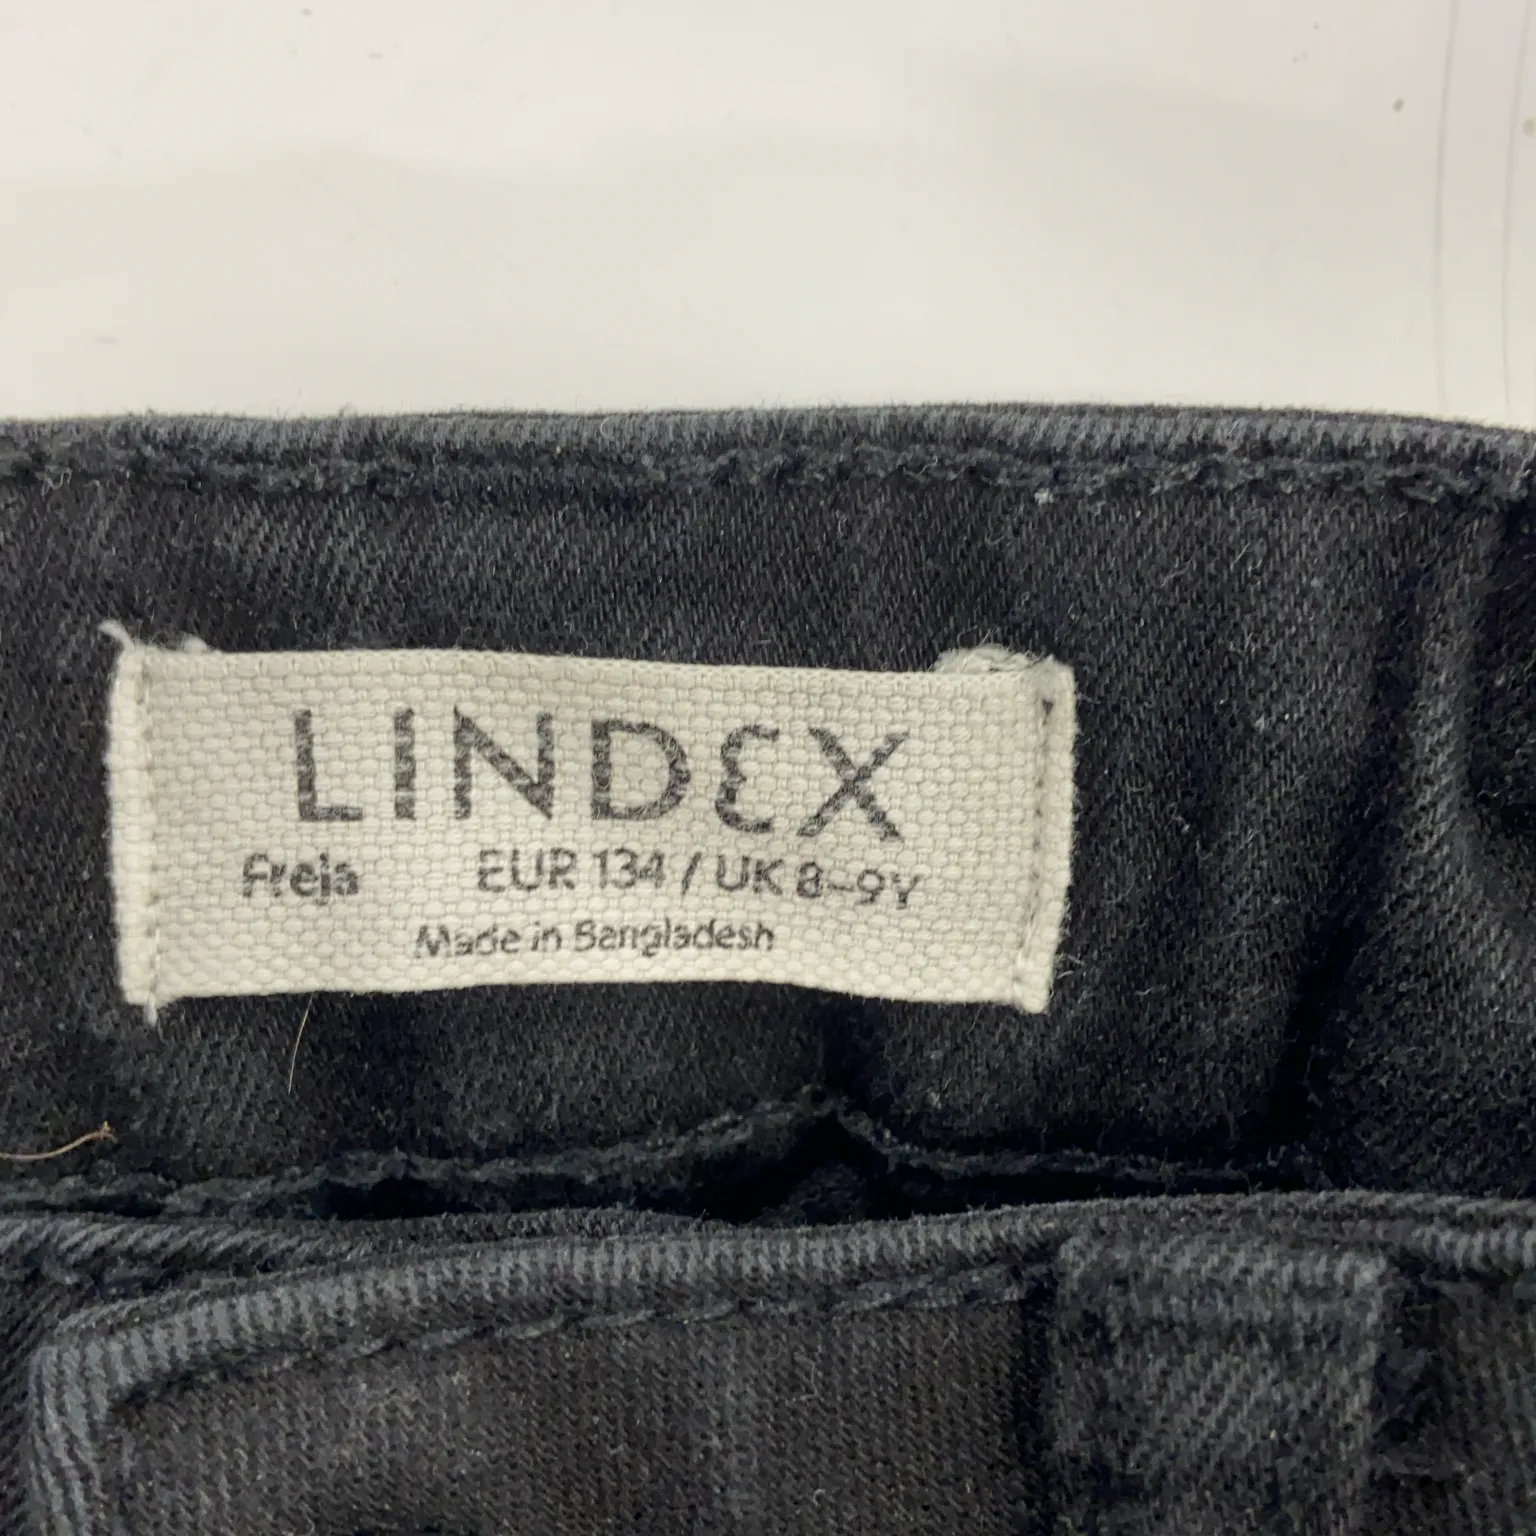 LINDEX
Freja EUR 134 / UK 8-9Y
Made in Bangladesh